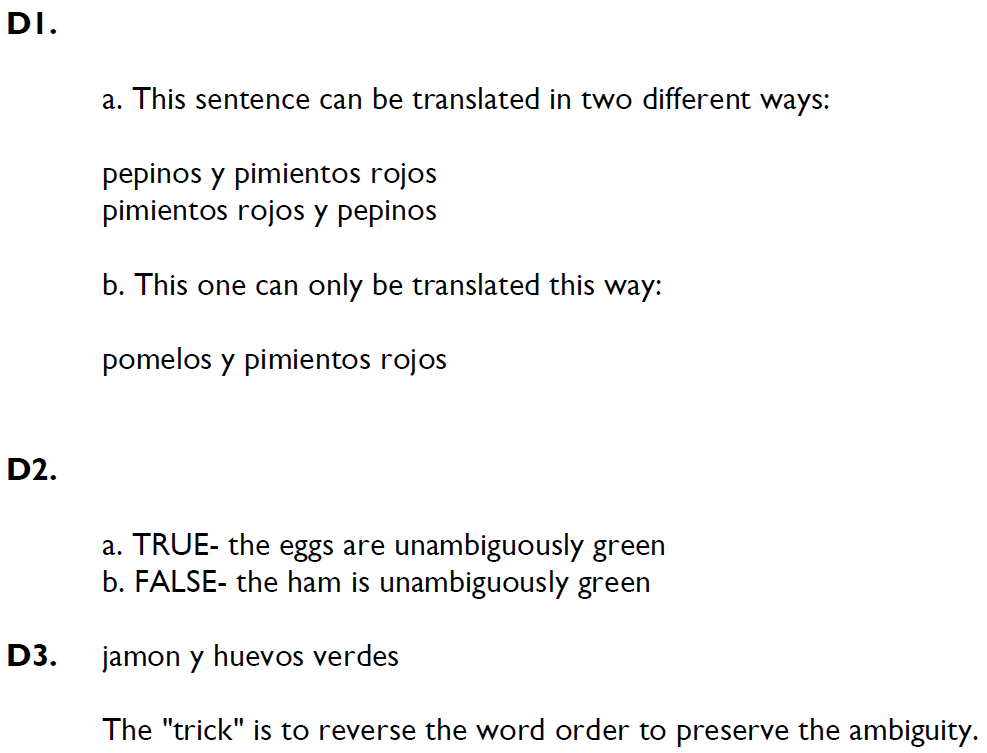 D1.
a. This sentence can be translated in two different ways:
pepinos y pimientos rojos
pimientos rojos y pepinos
b. This one can only be translated this way:
pomelos y pimientos rojos
D2.
a. TRUE- the eggs are unambiguously green
b. FALSE- the ham is unambiguously green
D3. jamon y huevos verdes
The "trick" is to reverse the word order to preserve the ambiguity.